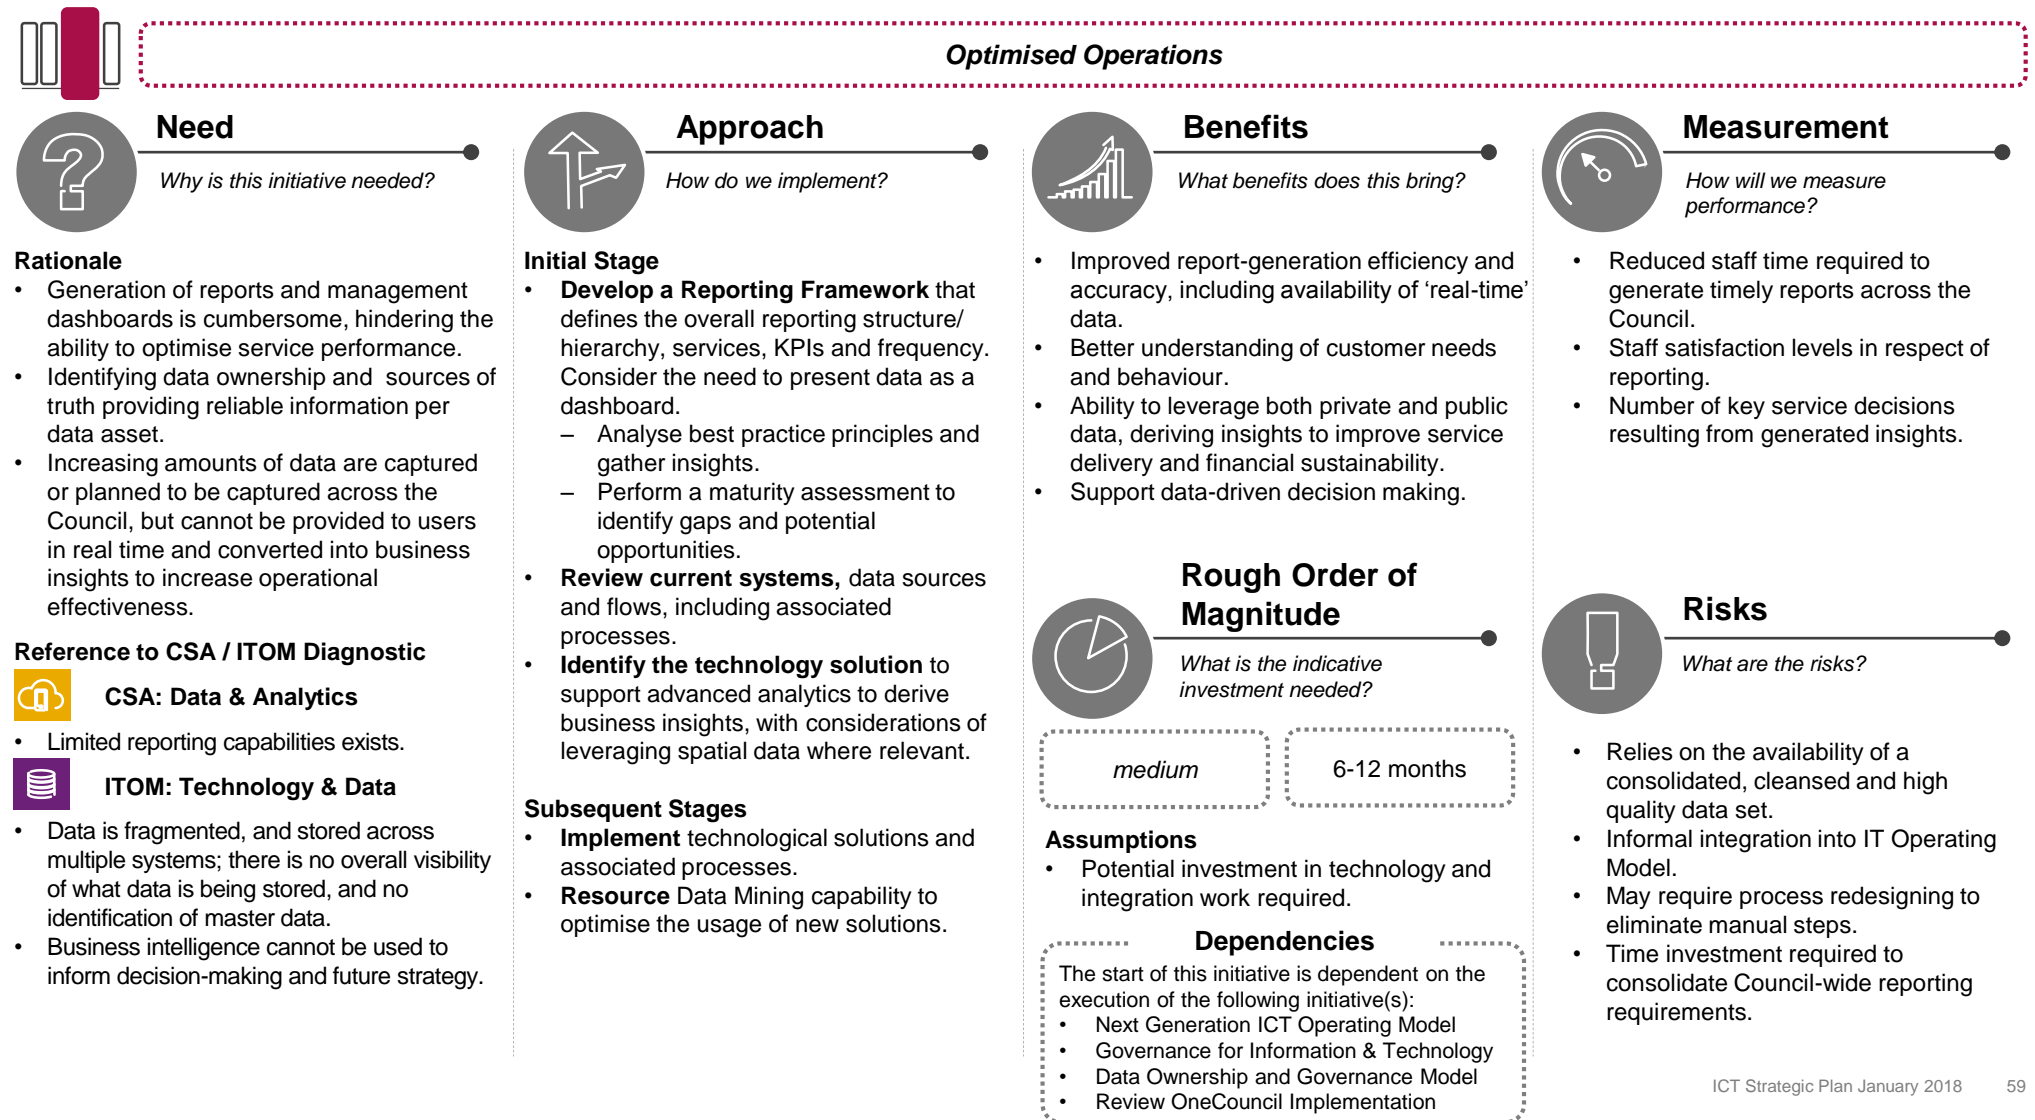 Optimised Operations
Need
Why is this initiative needed?
Rationale
• Generation of reports and management
dashboards is cumbersome, hindering the
ability to optimise service performance.
• Identifying data ownership and sources of
truth providing reliable information per
data asset.
• Increasing amounts of data are captured
or planned to be captured across the
Council, but cannot be provided to users
in real time and converted into business
insights to increase operational
effectiveness.
Reference to CSA / ITOM Diagnostic
CSA: Data & Analytics
• Limited reporting capabilities exists.
ITOM: Technology & Data
• Data is fragmented, and stored across
multiple systems; there is no overall visibility
of what data is being stored, and no
identification of master data.
• Business intelligence cannot be used to
inform decision-making and future strategy.
Approach
How do we implement?
Initial Stage
• Develop a Reporting Framework that
defines the overall reporting structure/
hierarchy, services, KPIs and frequency.
Consider the need to present data as a
dashboard.
– Analyse best practice principles and
gather insights.
– Perform a maturity assessment to
identify gaps and potential
opportunities.
• Review current systems, data sources
and flows, including associated
processes.
• Identify the technology solution to
support advanced analytics to derive
business insights, with considerations of
leveraging spatial data where relevant.
Subsequent Stages
• Implement technological solutions and
associated processes.
• Resource Data Mining capability to
optimise the usage of new solutions.
Benefits
What benefits does this bring?
• Improved report-generation efficiency and
accuracy, including availability of ‘real-time’
data.
• Better understanding of customer needs
and behaviour.
• Ability to leverage both private and public
data, deriving insights to improve service
delivery and financial sustainability.
• Support data-driven decision making.
Rough Order of
Magnitude
What is the indicative
investment needed?
medium
6-12 months
Assumptions
• Potential investment in technology and
integration work required.
Dependencies
The start of this initiative is dependent on the
execution of the following initiative(s):
• Next Generation ICT Operating Model
• Governance for Information & Technology
• Data Ownership and Governance Model
• Review OneCouncil Implementation
Measurement
How will we measure
performance?
• Reduced staff time required to
generate timely reports across the
Council.
• Staff satisfaction levels in respect of
reporting.
• Number of key service decisions
resulting from generated insights.
Risks
What are the risks?
• Relies on the availability of a
consolidated, cleansed and high
quality data set.
• Informal integration into IT Operating
Model.
• May require process redesigning to
eliminate manual steps.
• Time investment required to
consolidate Council-wide reporting
requirements.
ICT Strategic Plan January 2018 59